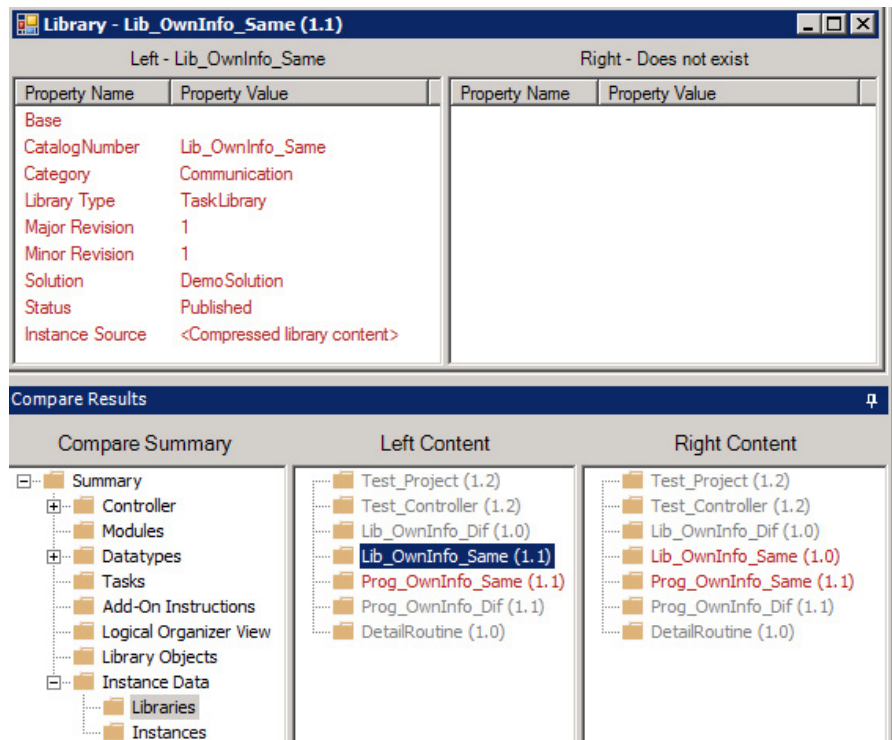 Library - Lib_OwnInfo_Same (1.1)
Left - Lib_OwnInfo_Same
Right - Does not exist
Property Name Property Value
Property Name Property Value
Base
CatalogNumber Lib_OwnInfo_Same
Category Communication
Library Type TaskLibrary
Major Revision 1
Minor Revision 1
Solution DemoSolution
Status Published
Instance Source <Compressed library content>
Compare Results
Compare Summary
Summary
Controller
Modules
Datatypes
Tasks
Add-On Instructions
Logical Organizer View
Library Objects
Instance Data
Libraries
Instances
Left Content
Test_Project (1.2)
Test_Controller (1.2)
Lib_OwnInfo_Dif (1.0)
Lib_OwnInfo_Same (1.1)
Prog_OwnInfo_Same (1.1)
Prog_OwnInfo_Dif (1.1)
DetailRoutine (1.0)
Right Content
Test_Project (1.2)
Test_Controller (1.2)
Lib_OwnInfo_Dif (1.0)
Lib_OwnInfo_Same (1.0)
Prog_OwnInfo_Same (1.1)
Prog_OwnInfo_Dif (1.1)
DetailRoutine (1.0)